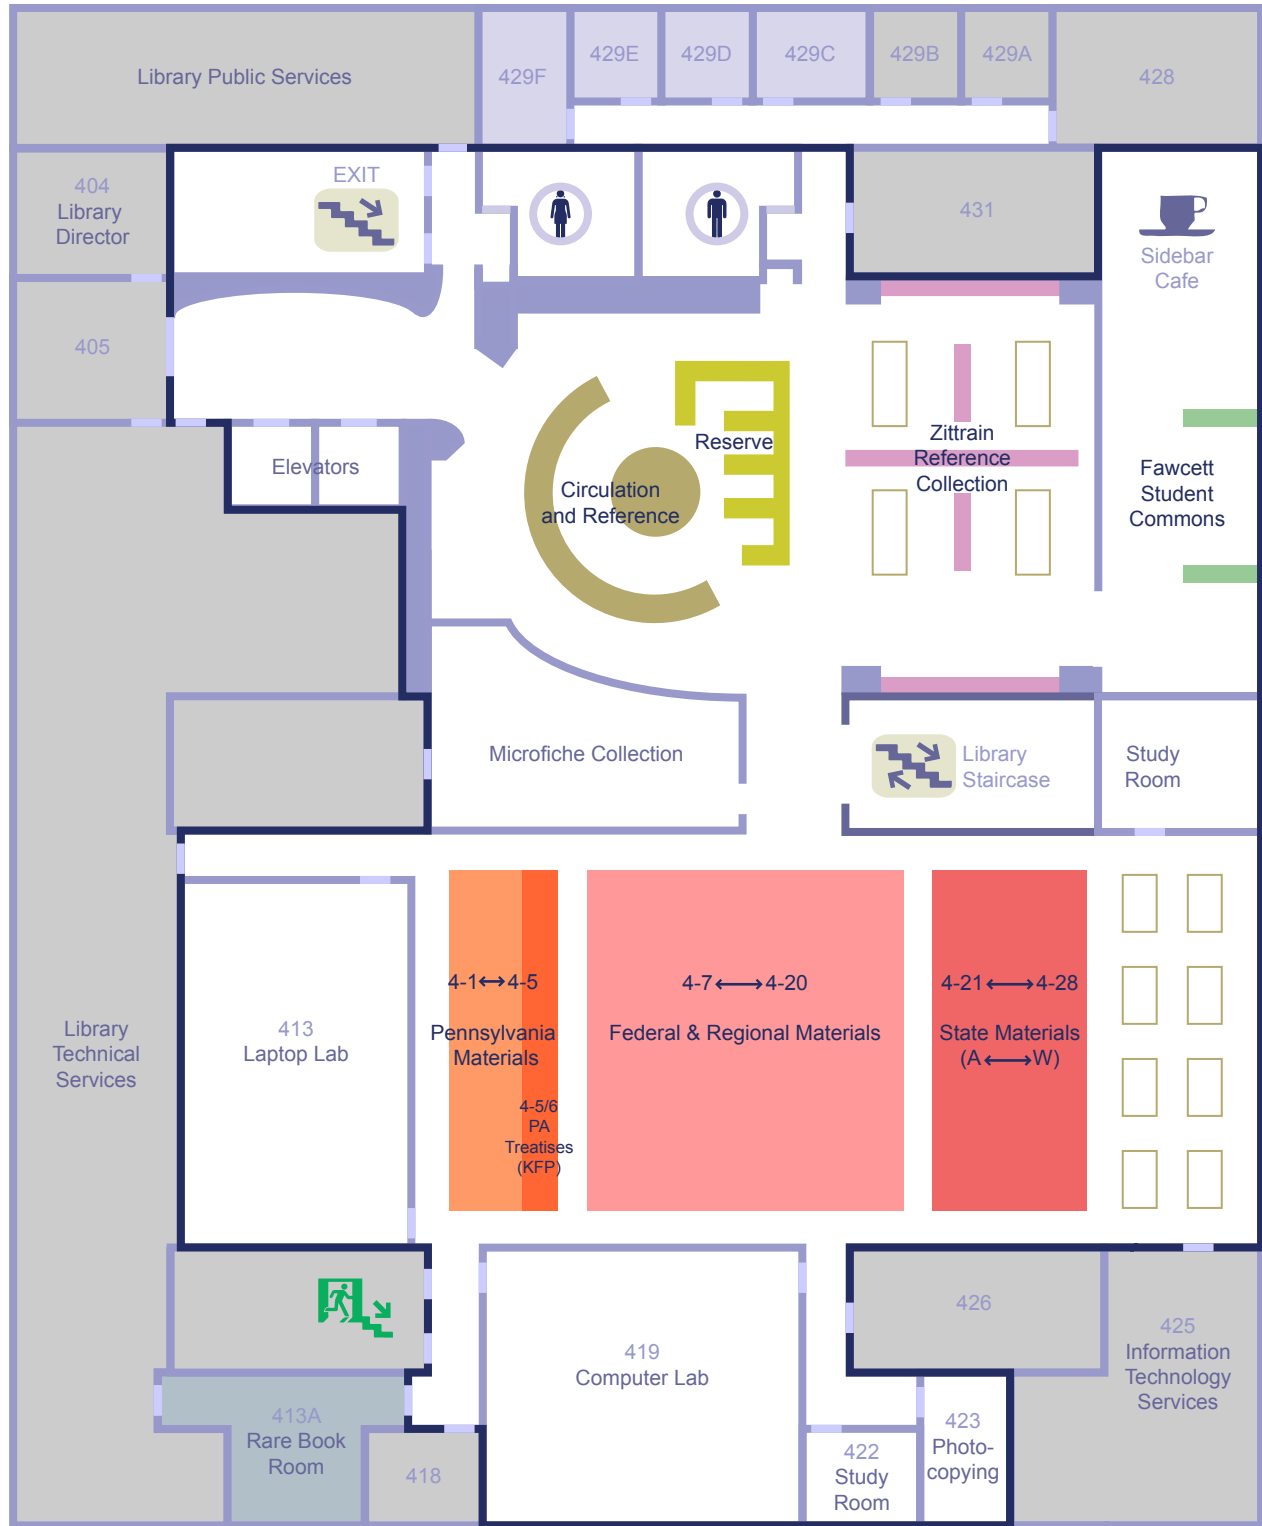 Library Public Services
429F
429E
429D
429C
429B
429A
428
404
Library
Director
EXIT
431
Sidebar
Cafe
405
Elevators
Reserve
Circulation
and Reference
Zittrain
Reference
Collection
Fawcett
Student
Commons
Microfiche Collection
Library
Staircase
Study
Room
Library
Technical
Services
413
Laptop Lab
4-1 ↔ 4-5
Pennsylvania
Materials
4-5/6
PA
Treatises
(KFP)
4-7 ⟷ 4-20
Federal & Regional Materials
4-21 ⟷ 4-28
State Materials
(A ⟷ W)
426
425
Information
Technology
Services
419
Computer Lab
413A
Rare Book
Room
418
422
Study
Room
423
Photo-
copying